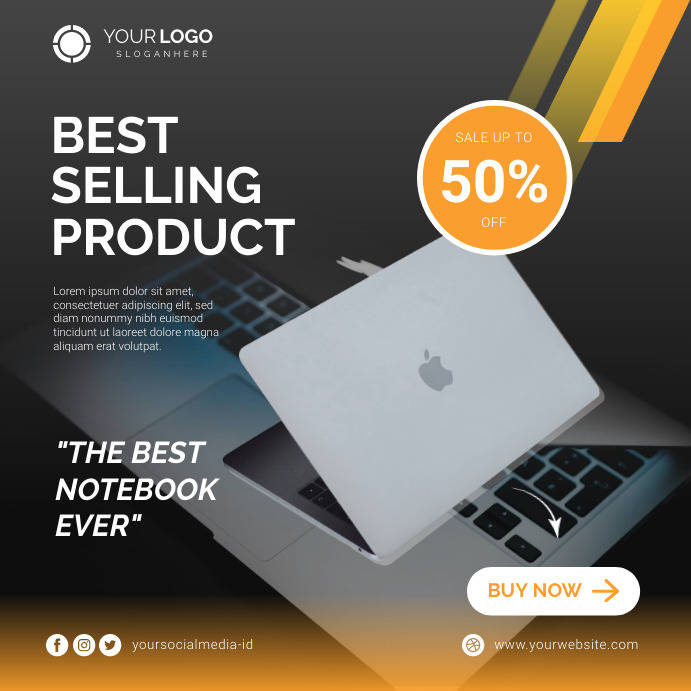 YOUR LOGO
SLOGANHERE
BEST
SELLING
PRODUCT
SALE UP TO
50%
OFF
Lorem ipsum dolor sit amet,
consectetuer adipiscing elit, sed
diam nonummy nibh euismod
tincidunt ut laoreet dolore magna
aliquam erat volutpat.
"THE BEST
NOTEBOOK
EVER"
BUY NOW
yoursocialmedia-id
www.yourwebsite.com